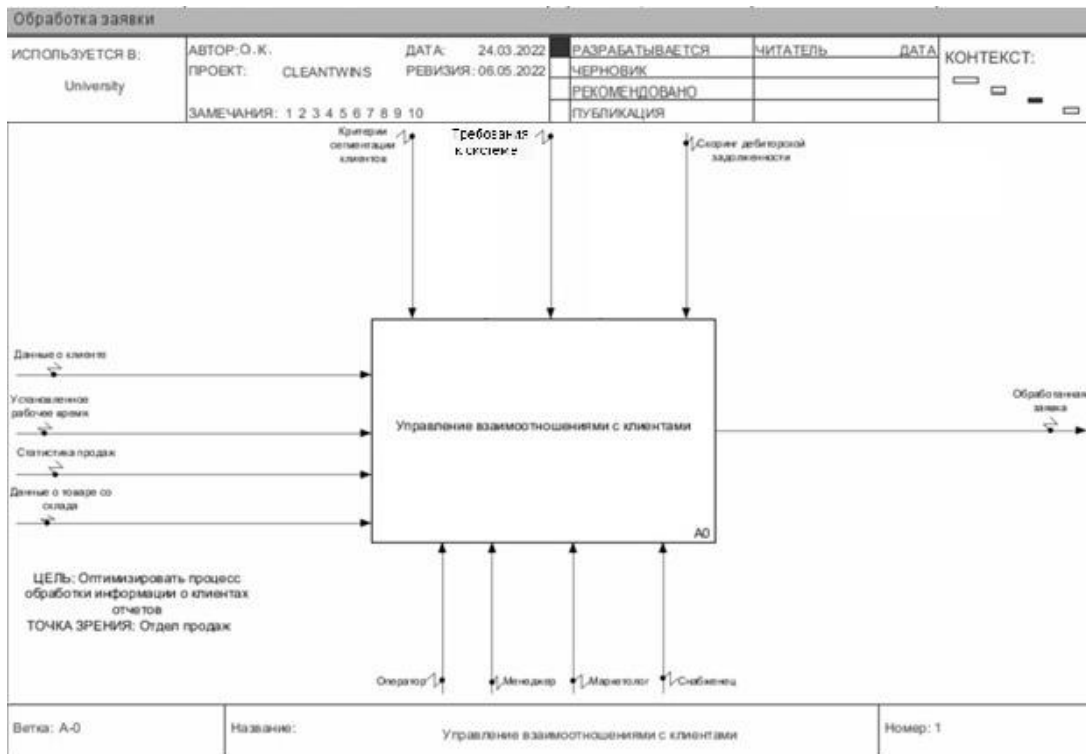 Обработка заявки
ИСПОЛЬЗУЕТСЯ В:
University
АВТОР: О.К.
ДАТА: 24.03.2022
ПРОЕКТ: CLEANTWINS
РЕВИЗИЯ: 06.05.2022
ЗАМЕЧАНИЯ: 1 2 3 4 5 6 7 8 9 10
РАЗРАБАТЫВАЕТСЯ
ЧЕРНОВИК
РЕКОМЕНДОВАНО
ПУБЛИКАЦИЯ
ЧИТАТЕЛЬ ДАТА
КОНТЕКСТ:
Критерии
сегментации
клиентов
Требования
к системе
Скоринг дебиторской
задолженности
Данные о клиенте
Установленное
рабочее время
Статистика продаж
Данные о товаре со
склада
Управление взаимоотношениями с клиентами
A0
Обработанная
заявка
ЦЕЛЬ: Оптимизировать процесс
обработки информации о клиентах
отчетов
ТОЧКА ЗРЕНИЯ: Отдел продаж
Оператор
Менеджер
Маркетолог
Снабженец
Ветка: A-0
Название:
Управление взаимоотношениями с клиентами
Номер: 1